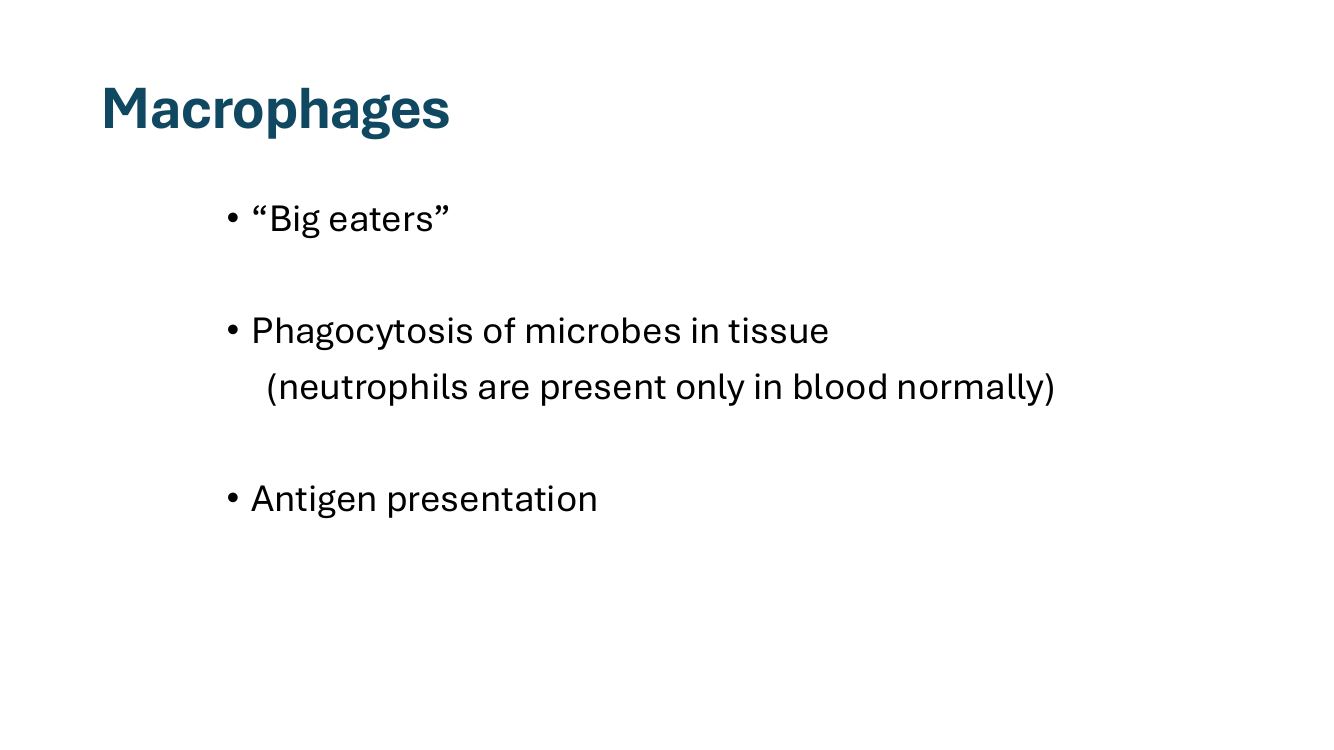 Macrophages
• “Big eaters”
• Phagocytosis of microbes in tissue
(neutrophils are present only in blood normally)
• Antigen presentation